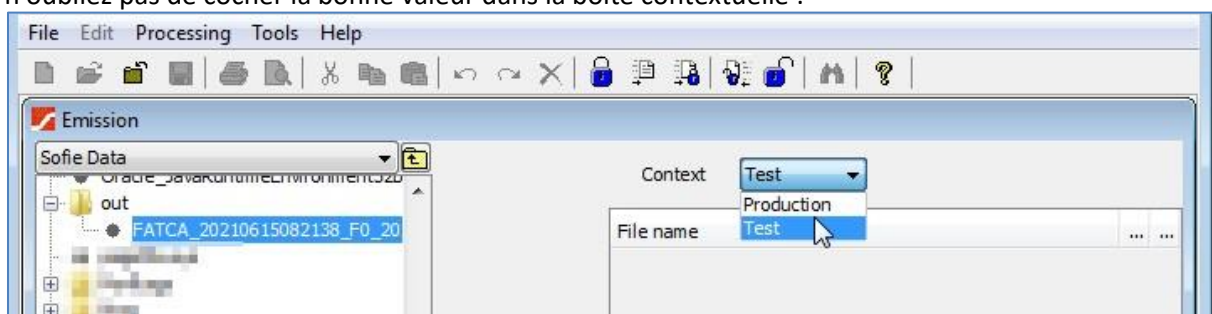 n'oubliez pas de cocher la bonne valeur dans la boîte contextuelle :
File Edit Processing Tools Help
Emission
Sofie Data
Context Test
Oracle_JavaRuntimeEnvironment
out
Production
FATCA_20210615082138_F0_20
File name
Test
... ...